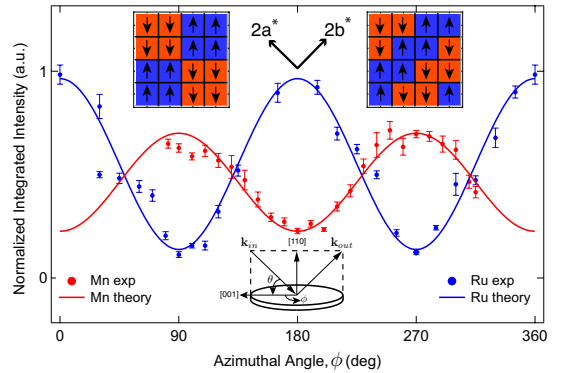 2a* 2b*
Normalized Integrated Intensity (a.u.)
1
0
k_in [110] k_out
θ
[001]
ϕ
Mn exp
Mn theory
Ru exp
Ru theory
0 90 180 270 360
Azimuthal Angle, ϕ (deg)